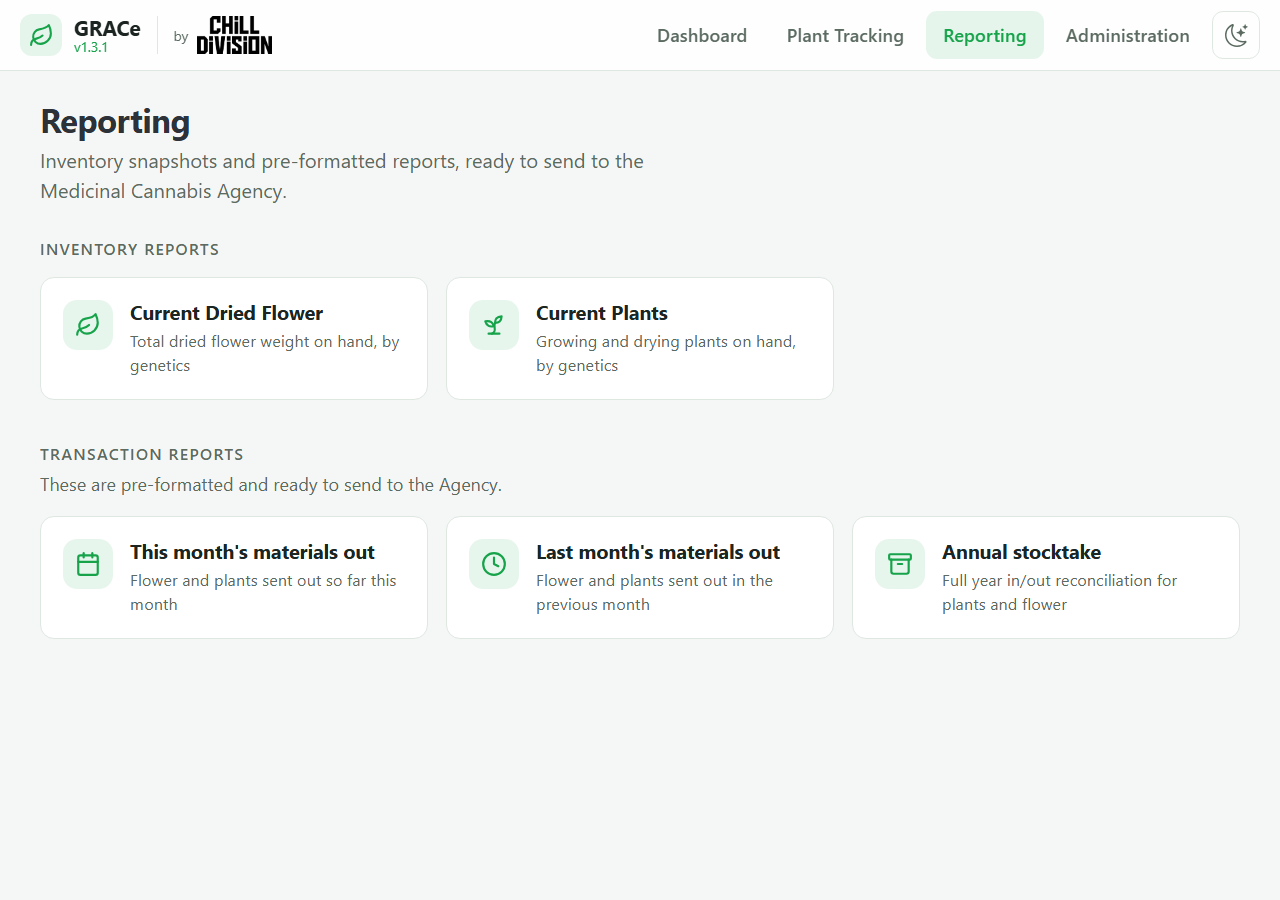 GRACe
v1.3.1
by
CHiLL
DiViSiON
Dashboard
Plant Tracking
Reporting
Administration
Reporting
Inventory snapshots and pre-formatted reports, ready to send to the
Medicinal Cannabis Agency.
INVENTORY REPORTS
Current Dried Flower
Total dried flower weight on hand, by
genetics
Current Plants
Growing and drying plants on hand,
by genetics
TRANSACTION REPORTS
These are pre-formatted and ready to send to the Agency.
This month's materials out
Flower and plants sent out so far this
month
Last month's materials out
Flower and plants sent out in the
previous month
Annual stocktake
Full year in/out reconciliation for
plants and flower